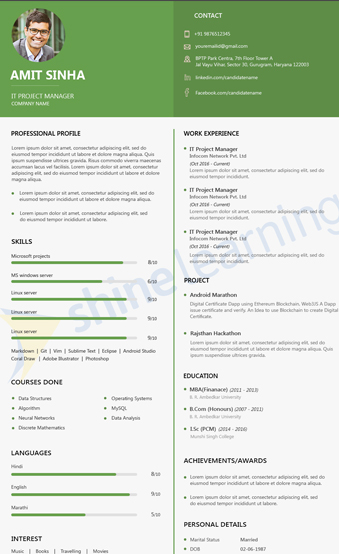 AMIT SINHA
IT PROJECT MANAGER
COMPANY NAME
CONTACT
+91 9876512345
youremailid@gmail.com
BPTP Park Centra, 7th Floor Tower A
Jal Vayu Vihar, Sector 30, Gurugram, Haryana 122003
linkedin.com/candidatename
Facebook.com/candidatename
PROFESSIONAL PROFILE
Lorem ipsum dolor sit amet, consectetur adipiscing elit, sed do
eiusmod tempor incididunt ut labore et dolore magna aliqua. Quis
ipsum suspendisse ultrices gravida. Risus commodo viverra maecenas
accumsan lacus vel facilisis. Lorem ipsum dolor sit amet,
consectetur adipiscing elit, sed do eiusmod tempor incididunt ut
labore et dolore magna aliqua.
Lorem ipsum dolor sit amet, consectetur adipiscing elit, sed do
eiusmod tempor incididunt ut labore et dolore magna.
Lorem ipsum dolor sit amet, consectetur adipiscing elit, sed
do eiusmod tempor incididunt ut labore.
SKILLS
Microsoft projects
8/10
MS windows server
6/10
Linux server
9/10
Linux server
9/10
Linux server
9/10
Markdown | Git | Vim | Sublime Text | Eclipse | Android Studio
Coral Draw | Adobe Illustrator | Photoshop
COURSES DONE
Data Structures
Algorithm
Neural Networks
Discrete Mathematics
Operating Systems
MySQL
Data Analysis
LANGUAGES
Hindi
8/10
English
9/10
Marathi
5/10
INTEREST
Music | Books | Travelling | Movies
WORK EXPERIENCE
IT Project Manager
Infocom Network Pvt. Ltd
(Oct 2016 - Current)
Lorem ipsum dolor sit amet, consectetur adipiscing elit, sed do
eiusmod tempor incididunt.
IT Project Manager
Infocom Network Pvt. Ltd
(Oct 2016 - Current)
Lorem ipsum dolor sit amet, consectetur adipiscing elit, sed do
eiusmod tempor incididunt.
IT Project Manager
Infocom Network Pvt. Ltd
(Oct 2016 - Current)
Lorem ipsum dolor sit amet, consectetur adipiscing elit, sed do
eiusmod tempor incididunt.
PROJECT
Android Marathon
Digital Certificate Dapp using Ethereum Blockchain, Web3JS A Dapp
issue certificate and verify. An Idea to use Blockchain to create Digital
Certificate.
Rajsthan Hackathon
Lorem ipsum dolor sit amet, consectetur adipiscing elit, sed do
eiusmod tempor incididunt ut labore.
EDUCATION
MBA(Finanace) (2011 - 2013)
B. R. Ambedkar University
B.Com (Honours) (2007 - 2011)
B. R. Ambedkar University
I.Sc (PCM) (2014 - 2016)
Munshi Singh College
ACHIEVEMENTS/AWARDS
Lorem ipsum dolor sit amet, consectetur adipiscing elit, sed do
eiusmod tempor incididunt ut labore.
Lorem ipsum dolor sit amet, consectetur adipiscing elit, sed
do eiusmod tempor incididunt ut labore.
PERSONAL DETAILS
Marital Status Married
DOB 02-06-1987
shine learning